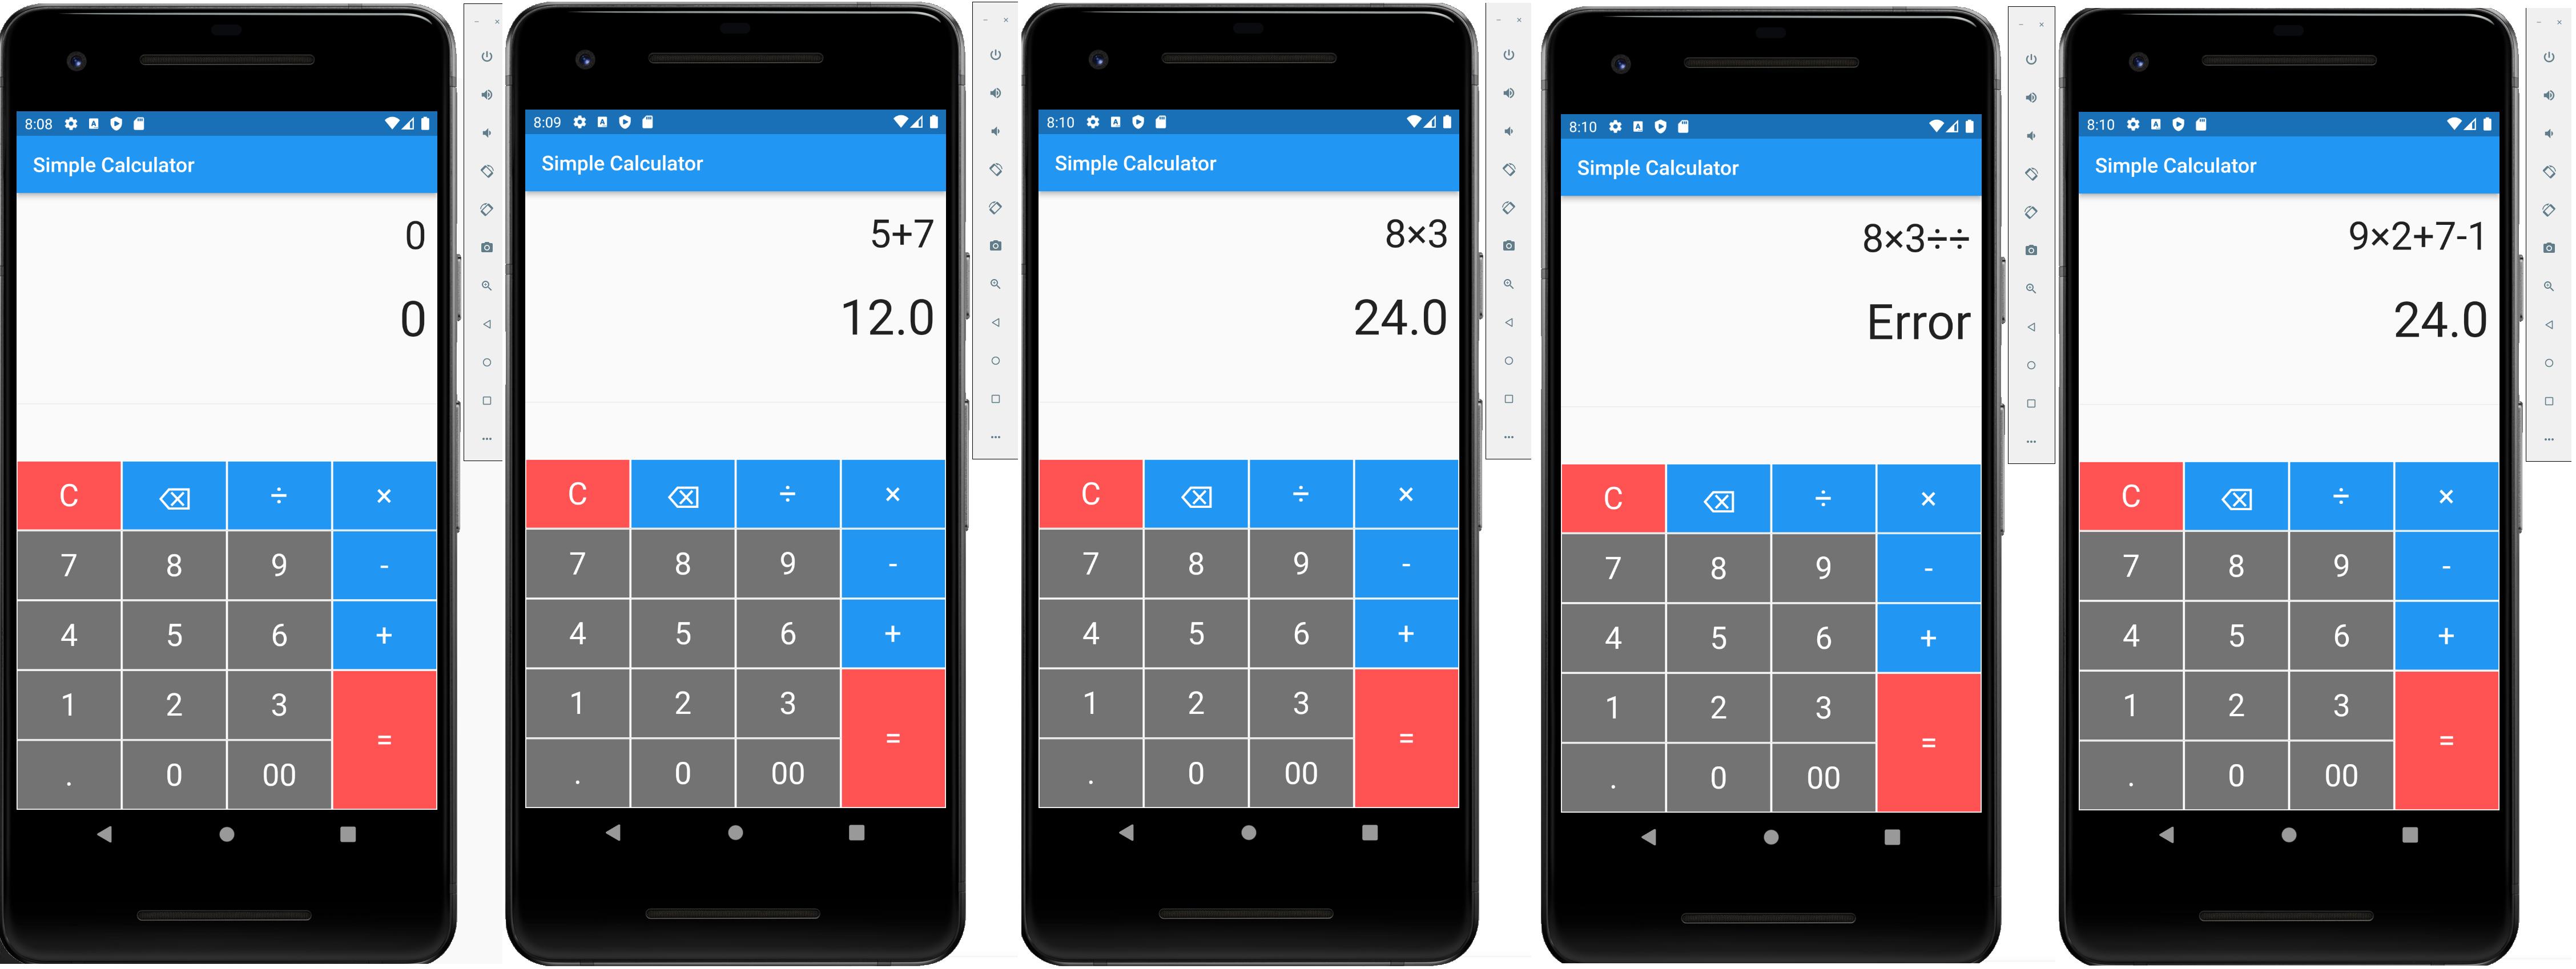 8:08
Simple Calculator
0
0
C ÷ ×
7 8 9 -
4 5 6 +
1 2 3
=
. 0 00
8:09
Simple Calculator
5+7
12.0
C ÷ ×
7 8 9 -
4 5 6 +
1 2 3
=
. 0 00
8:10
Simple Calculator
8×3
24.0
C ÷ ×
7 8 9 -
4 5 6 +
1 2 3
=
. 0 00
8:10
Simple Calculator
8×3÷÷
Error
C ÷ ×
7 8 9 -
4 5 6 +
1 2 3
=
. 0 00
8:10
Simple Calculator
9×2+7-1
24.0
C ÷ ×
7 8 9 -
4 5 6 +
1 2 3
=
. 0 00